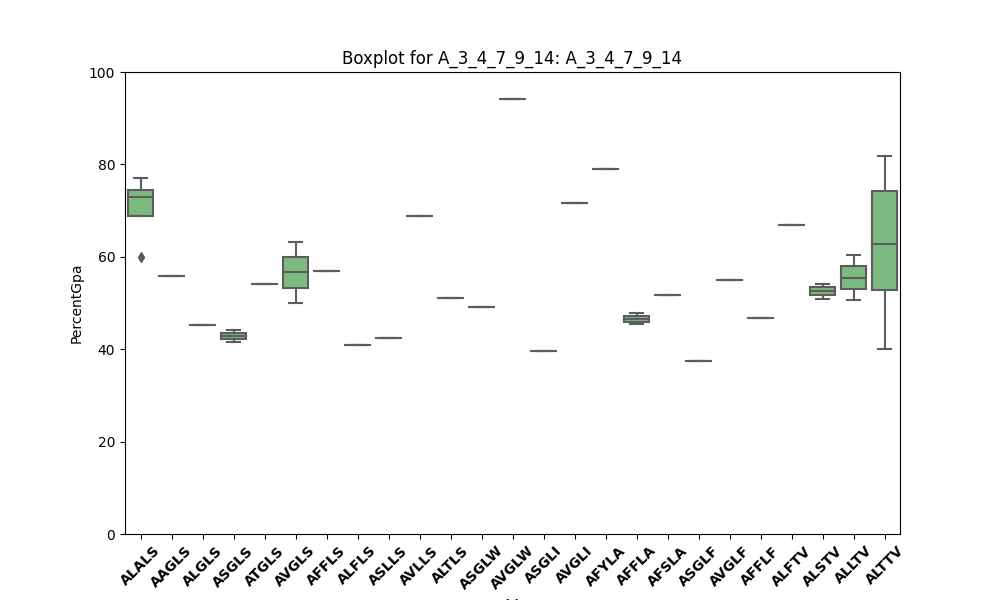 Boxplot for A_3_4_7_9_14: A_3_4_7_9_14
PercentGpa
100
80
60
40
20
0
ALALS
AAGLS
ALGLS
ASGLS
ATGLS
AVGLS
AFFLS
ALFLS
ASLLS
AVLLS
ALTLS
ASGLW
AVGLW
ASGLI
AVGLI
AFYLA
AFFLA
AFSLA
ASGLF
AVGLF
AFFLF
ALFTV
ALSTV
ALLTV
ALTTV